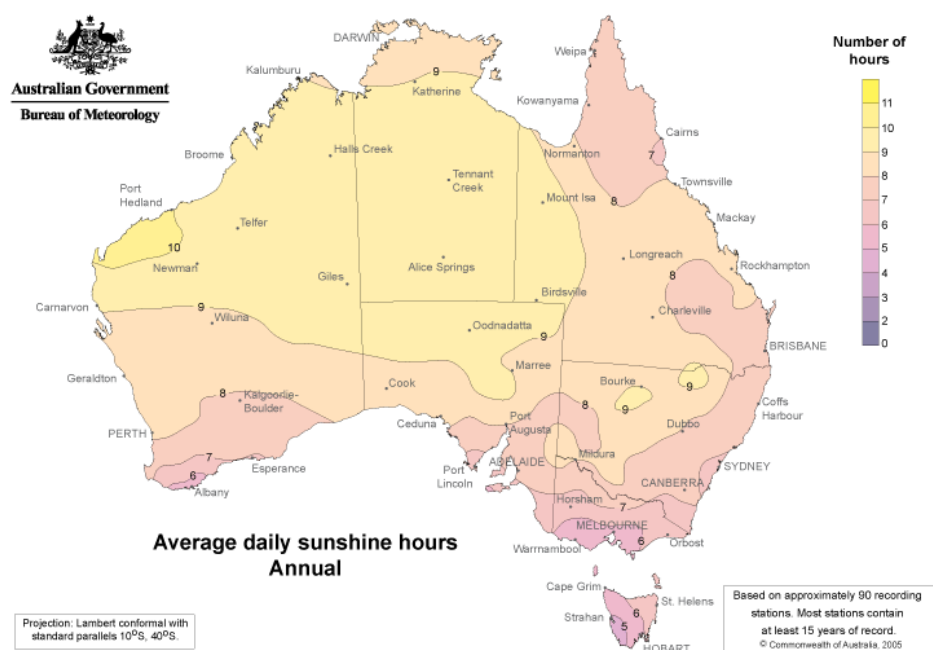 Australian Government
Bureau of Meteorology
Number of
hours
11
10
9
8
7
6
5
4
3
2
0
DARWIN
Weipa
Kalumburu
9
Katherine
Kowanyama
Cairns
Broome
Halls Creek
Normanton
7
Tennant
Creek
Townsville
Port
Hedland
Mount Isa
8
Mackay
Telfer
10
Newman
Longreach
Alice Springs
Rockhampton
Giles
8
Birdsville
Carnarvon
9
Wiluna
Charleville
Oodnadatta
9
BRISBANE
Marree
Geraldton
Cook
Bourke
9
8
Kalgoorlie-
Boulder
8
9
Coffs
Harbour
Port
Augusta
Ceduna
Dubbo
PERTH
7
Mildura
ADELAIDE
SYDNEY
6
Esperance
Port
Lincoln
CANBERRA
Albany
Horsham
7
MELBOURNE
6
Orbost
Warrnambool
Average daily sunshine hours
Annual
Cape Grim
St. Helens
6
Strahan
5
HOBART
Projection: Lambert conformal with
standard parallels 10ºS, 40ºS.
Based on approximately 90 recording
stations. Most stations contain
at least 15 years of record.
© Commonwealth of Australia, 2005